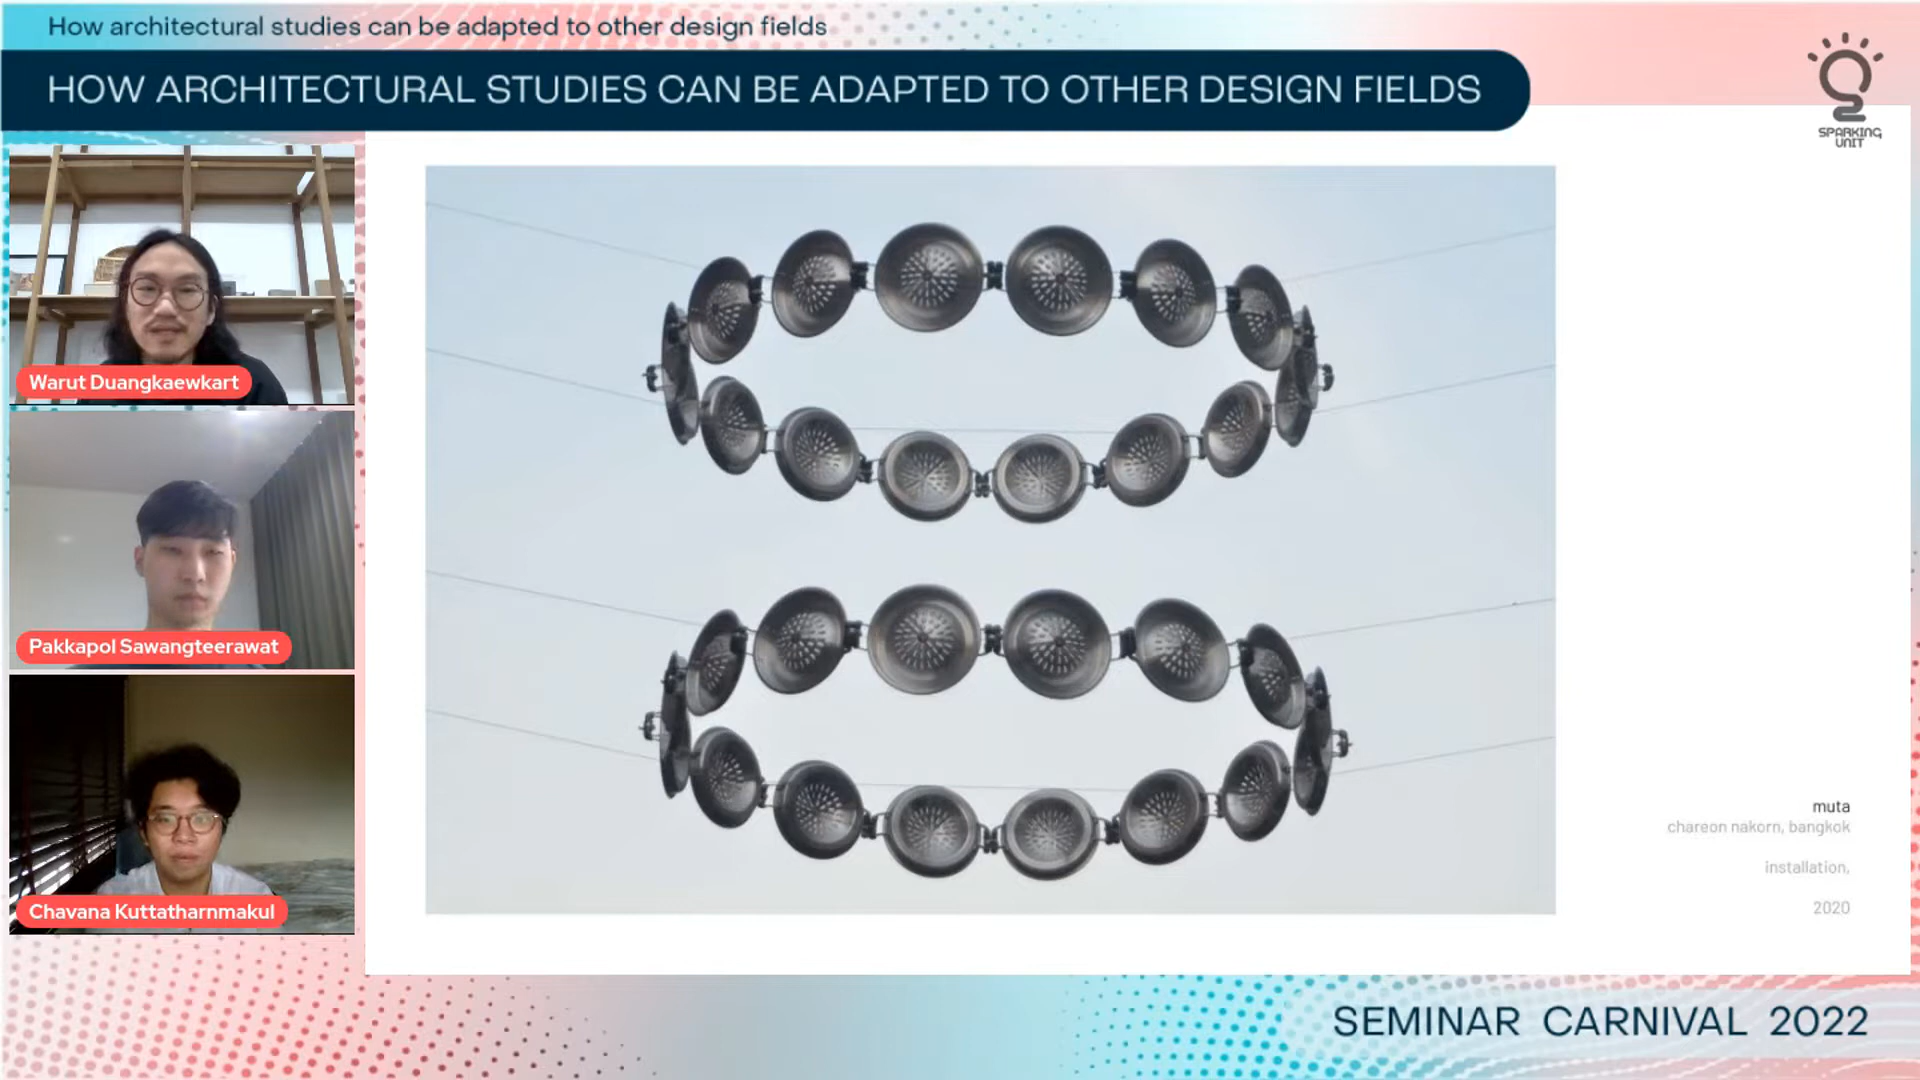 How architectural studies can be adapted to other design fields
HOW ARCHITECTURAL STUDIES CAN BE ADAPTED TO OTHER DESIGN FIELDS
SPARKING
UNIT
Warut Duangkaewkart
Pakkapol Sawangteerawat
Chavana Kuttatharnmakul
muta
chareon nakorn, bangkok
installation,
2020
SEMINAR CARNIVAL 2022